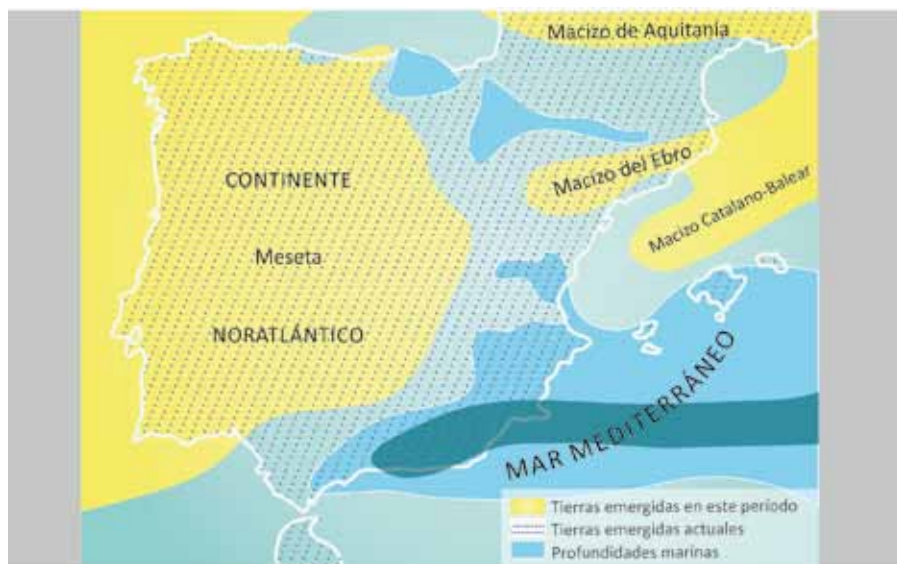 Macizo de Aquitania
CONTINENTE
Macizo del Ebro
Macizo Catalano-Balear
Meseta
NORATLÁNTICO
MAR MEDITERRÁNEO
Tierras emergidas en este período
Tierras emergidas actuales
Profundidades marinas